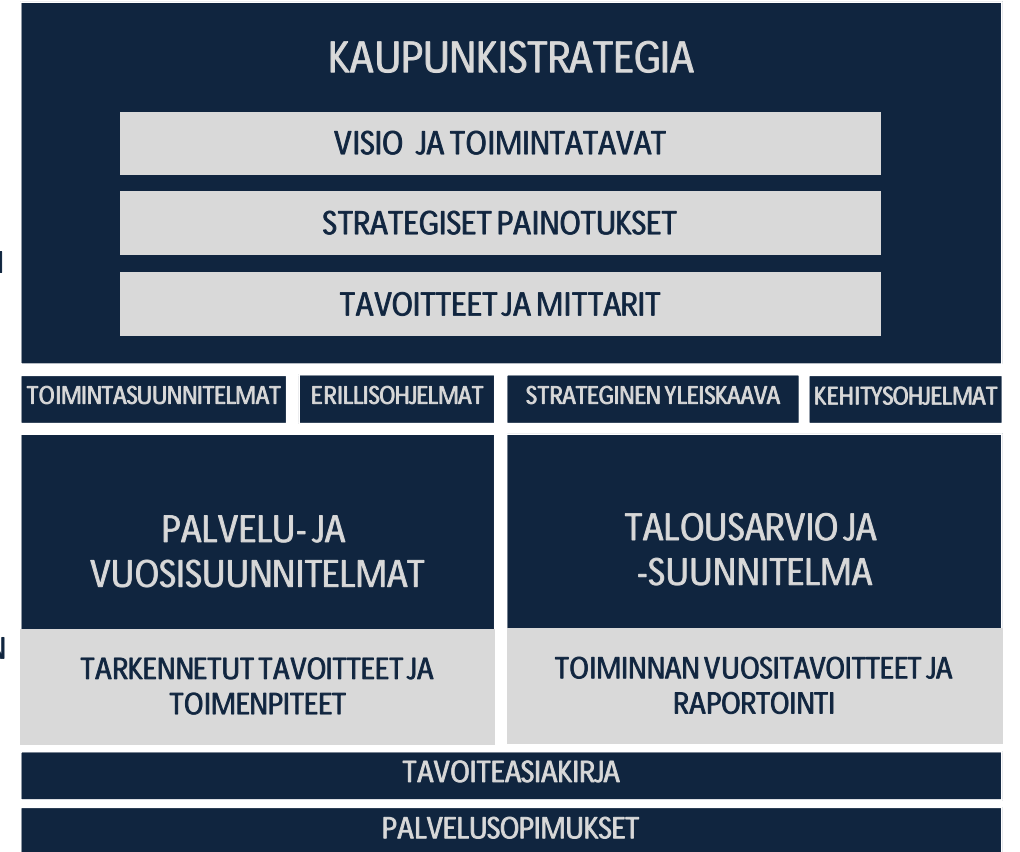 KAUPUNKISTRATEGIA
VISIO JA TOIMINTATAVAT
STRATEGISET PAINOTUKSET
TAVOITTEET JA MITTARIT
TOIMINTASUUNNITELMAT
ERILLISOHJELMAT
STRATEGINEN YLEISKAAVA
KEHITYSOHJELMAT
PALVELU- JA
VUOSISUUNNITELMAT
TALOUSARVIO JA
-SUUNNITELMA
TARKENNETUT TAVOITTEET JA
TOIMENPITEET
TOIMINNAN VUOSITAVOITTEET JA
RAPORTOINTI
TAVOITEASIAKIRJA
PALVELUSOPIMUKSET